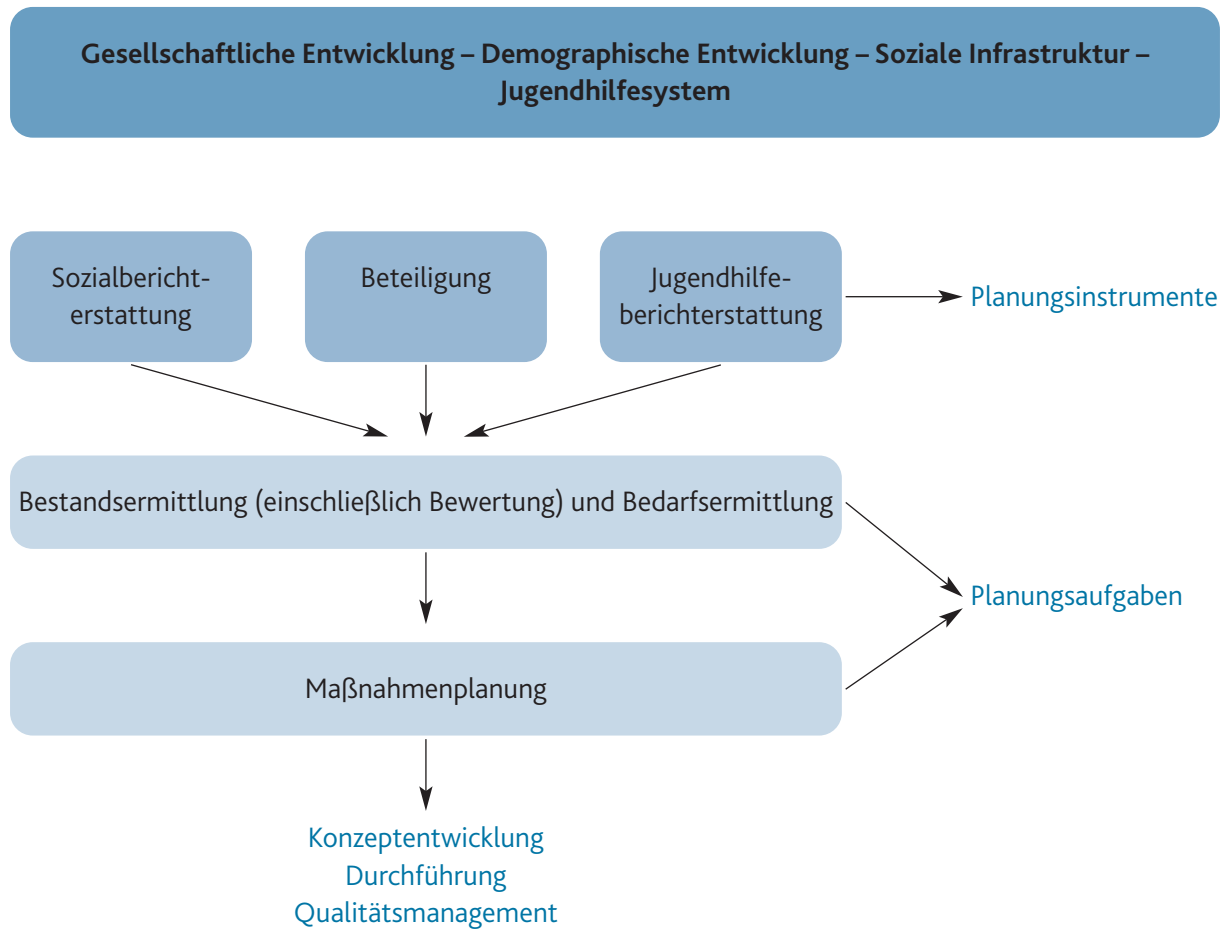 Gesellschaftliche Entwicklung – Demographische Entwicklung – Soziale Infrastruktur –
Jugendhilfesystem
Sozialbericht-
erstattung
Beteiligung
Jugendhilfe-
berichterstattung
Planungsinstrumente
Bestandsermittlung (einschließlich Bewertung) und Bedarfsermittlung
Planungsaufgaben
Maßnahmenplanung
Konzeptentwicklung
Durchführung
Qualitätsmanagement